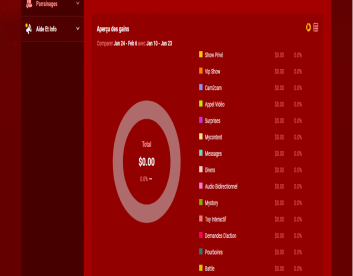 Parrainages
Aide Et Info
Aperçu des gains
Comparer Jan 24 - Feb 6 avec Jan 10 - Jan 23
Total
$0.00
0.0% —
Show Privé $0.00 0.0%
Vip Show $0.00 0.0%
Cam2cam $0.00 0.0%
Appel Vidéo $0.00 0.0%
Surprises $0.00 0.0%
Mycontent $0.00 0.0%
Messages $0.00 0.0%
Divers $0.00 0.0%
Audio Bidirectionnel $0.00 0.0%
Mystery $0.00 0.0%
Toy Interactif $0.00 0.0%
Demandes D'action $0.00 0.0%
Pourboires $0.00 0.0%
Battle $0.00 0.0%